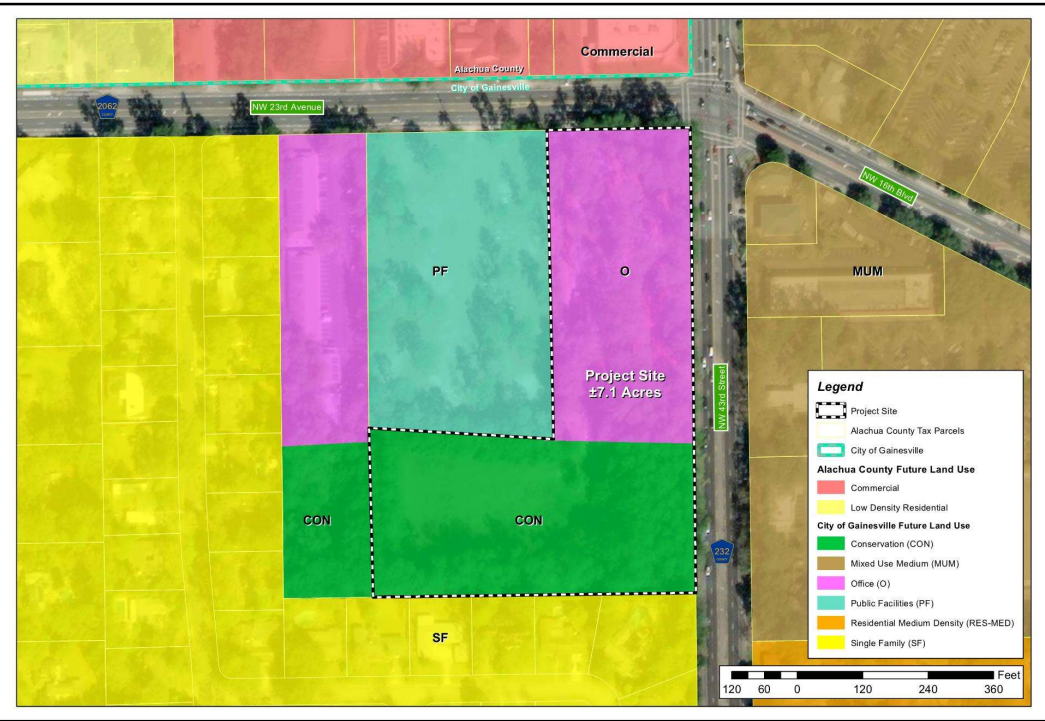 Commercial
Alachua County
City of Gainesville
2062
NW 23rd Avenue
NW 16th Blvd
PF
O
MUM
Project Site
±7.1 Acres
NW 43rd Street
CON
CON
232
SF
Legend
Project Site
Alachua County Tax Parcels
City of Gainesville
Alachua County Future Land Use
Commercial
Low Density Residential
City of Gainesville Future Land Use
Conservation (CON)
Mixed Use Medium (MUM)
Office (O)
Public Facilities (PF)
Residential Medium Density (RES-MED)
Single Family (SF)
Feet
120 60 0 120 240 360